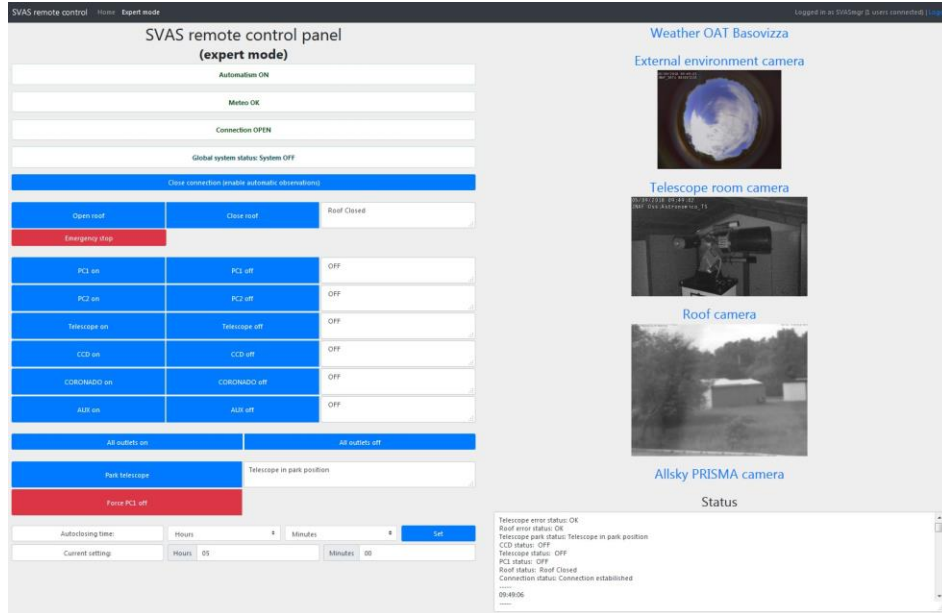 SVAS remote control Home Expert mode
Logged in as SVASmgr
SVAS remote control panel
(expert mode)
Automatism ON
Meteo OK
Connection OPEN
Global system status: System OFF
Close connection (enable automatic observations)
Open roof Close roof Roof Closed
Emergency stop
PC1 on PC1 off OFF
PC2 on PC2 off OFF
Telescope on Telescope off OFF
CCD on CCD off OFF
CORONADO on CORONADO off OFF
AUX on AUX off OFF
All outlets on All outlets off
Park telescope Telescope in park position
Force PC1 off
Autoclosing time: Hours Minutes Set
Current setting: Hours 05 Minutes 00
Weather OAT Basovizza
External environment camera
Telescope room camera
Roof camera
Allsky PRISMA camera
Status
Telescope error status: OK
Roof error status: OK
Telescope park status: Telescope in park position
CCD status: OFF
Telescope status: OFF
PC1 status: OFF
Roof status: Roof Closed
Connection status: Connection estabilished
-----
09:49:06
-----